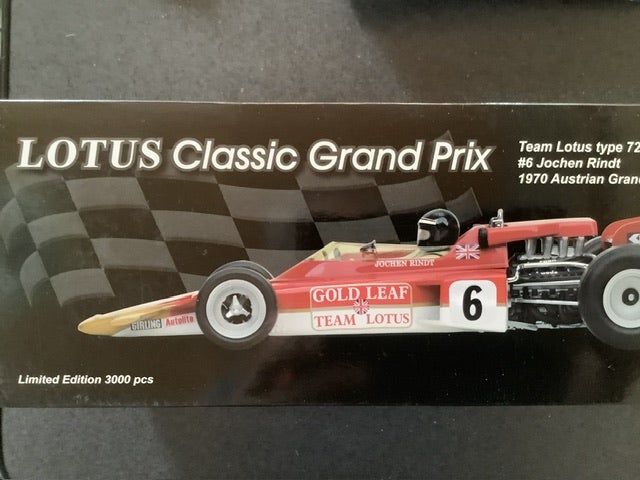 LOTUS Classic Grand Prix
Team Lotus type 72
#6 Jochen Rindt
1970 Austrian Gran
JOCHEN RINDT
GOLD LEAF
TEAM LOTUS
6
GIRLING Autolite
Limited Edition 3000 pcs